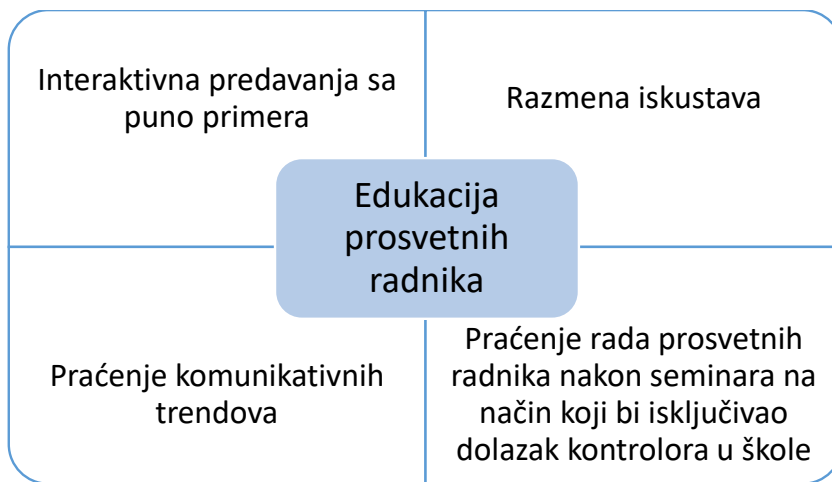 Interaktivna predavanja sa
puno primera
Razmena iskustava
Edukacija
prosvetnih
radnika
Praćenje komunikativnih
trendova
Praćenje rada prosvetnih
radnika nakon seminara na
način koji bi isključivao
dolazak kontrolora u škole